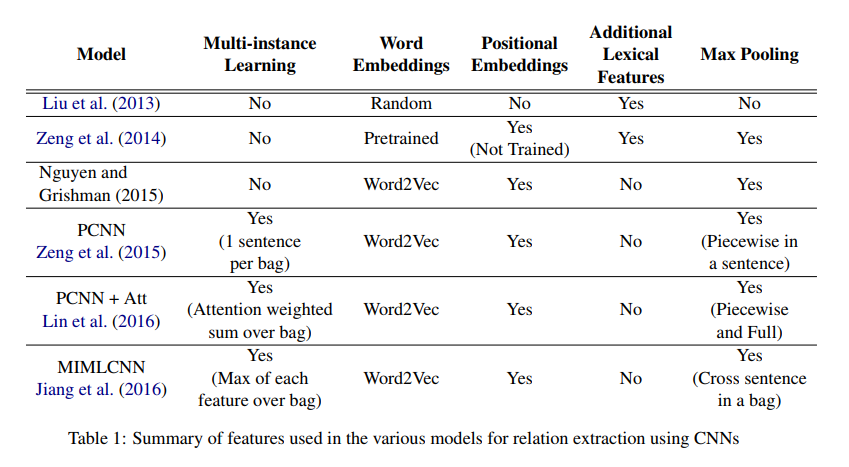 Model Multi-instance Learning Word Embeddings Positional Embeddings Additional Lexical Features Max Pooling
Liu et al. (2013) No Random No Yes No
Zeng et al. (2014) No Pretrained Yes (Not Trained) Yes Yes
Nguyen and Grishman (2015) No Word2Vec Yes No Yes
PCNN Zeng et al. (2015) Yes (1 sentence per bag) Word2Vec Yes No Yes (Piecewise in a sentence)
PCNN + Att Lin et al. (2016) Yes (Attention weighted sum over bag) Word2Vec Yes No Yes (Piecewise and Full)
MIMLCNN Jiang et al. (2016) Yes (Max of each feature over bag) Word2Vec Yes No Yes (Cross sentence in a bag)
Table 1: Summary of features used in the various models for relation extraction using CNNs